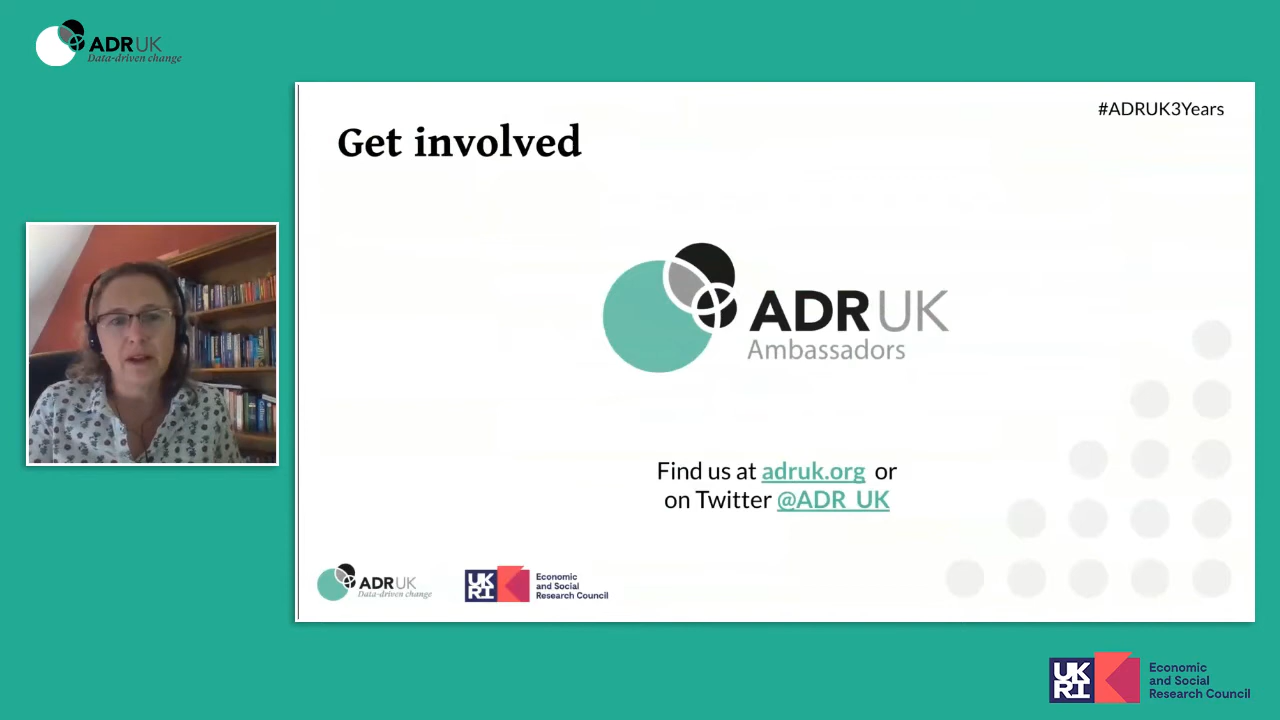 ADR UK
Data-driven change
#ADRUK3Years
Get involved
ADR UK
Ambassadors
Find us at adruk.org or
on Twitter @ADR_UK
ADR UK
Data-driven change
UK
RI
Economic
and Social
Research Council
UK
RI
Economic
and Social
Research Council